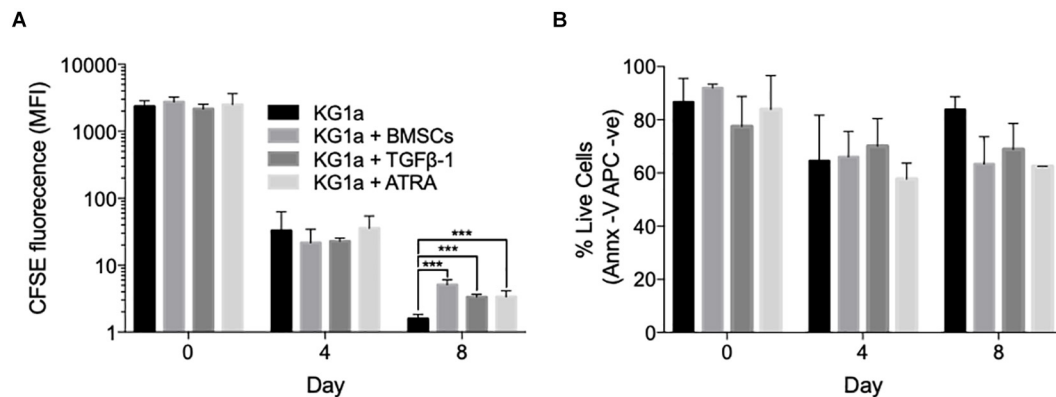 A
CFSE fluorecence (MFI)
10000
1000
100
10
1
KG1a
KG1a + BMSCs
KG1a + TGFβ-1
KG1a + ATRA
***
***
***
0
4
8
Day
B
% Live Cells
(Annx -V APC -ve)
100
80
60
40
20
0
0
4
8
Day